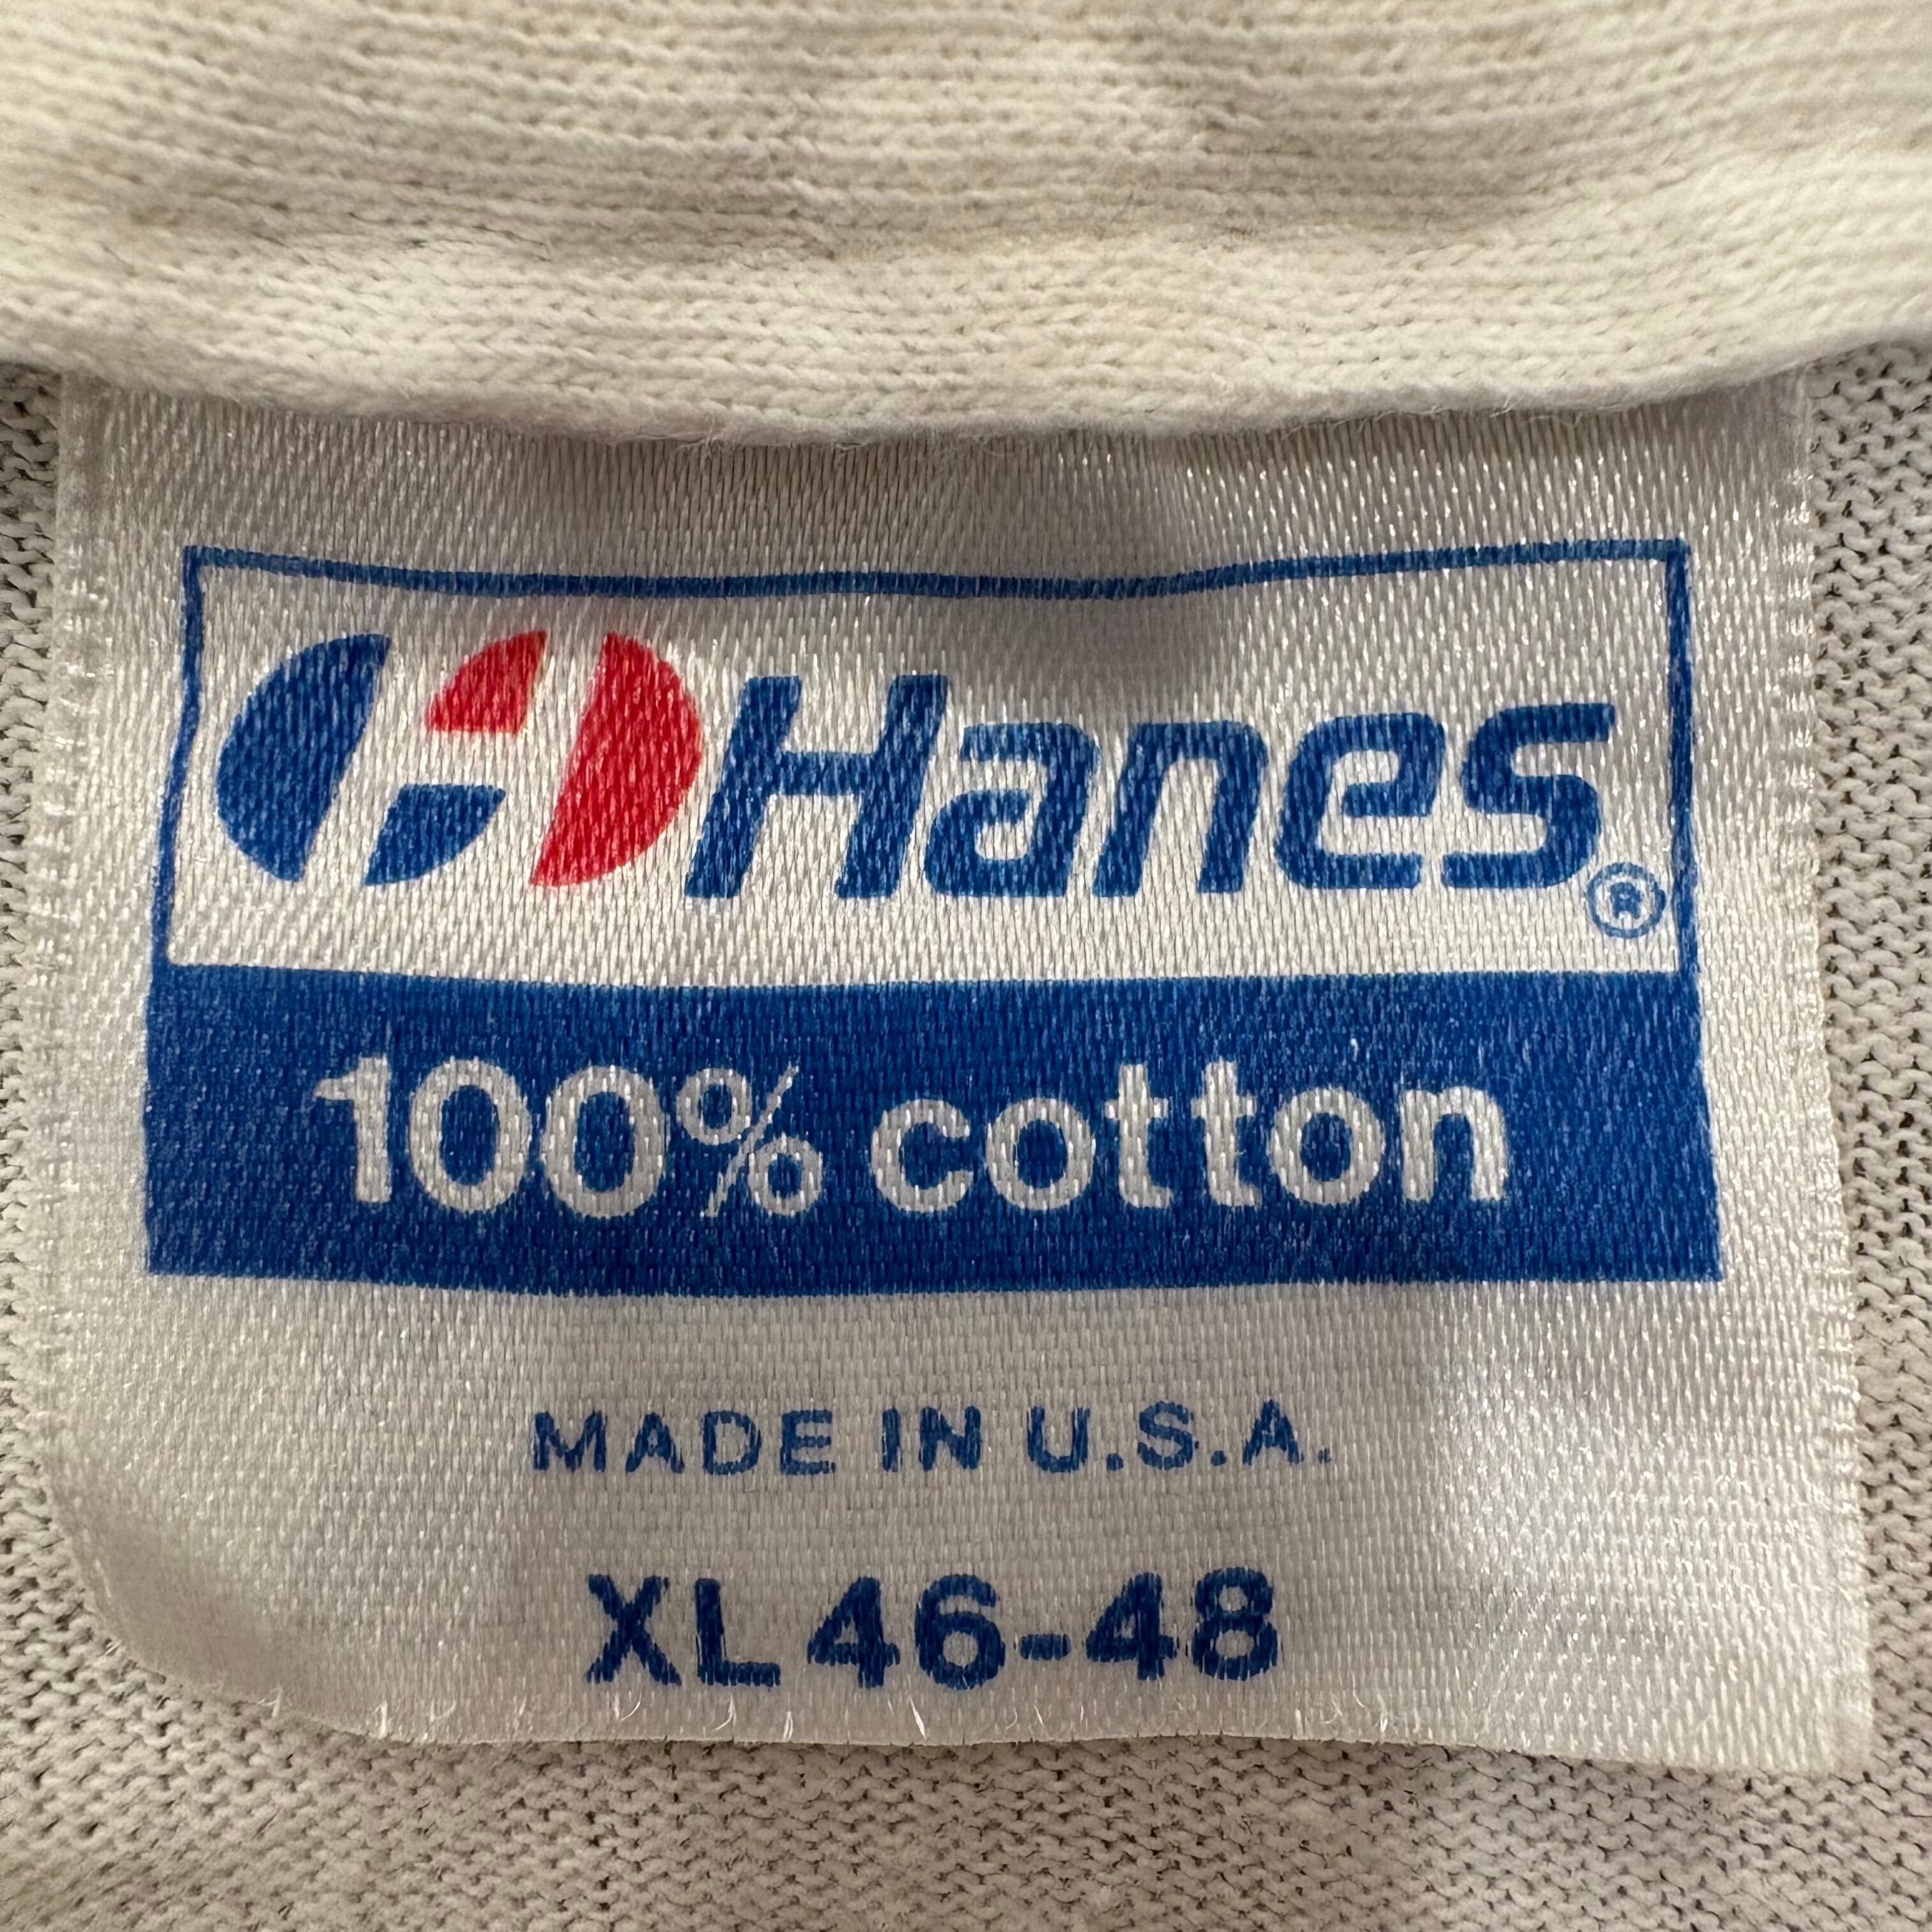 Hanes®
100% cotton
MADE IN U.S.A.
XL 46-48